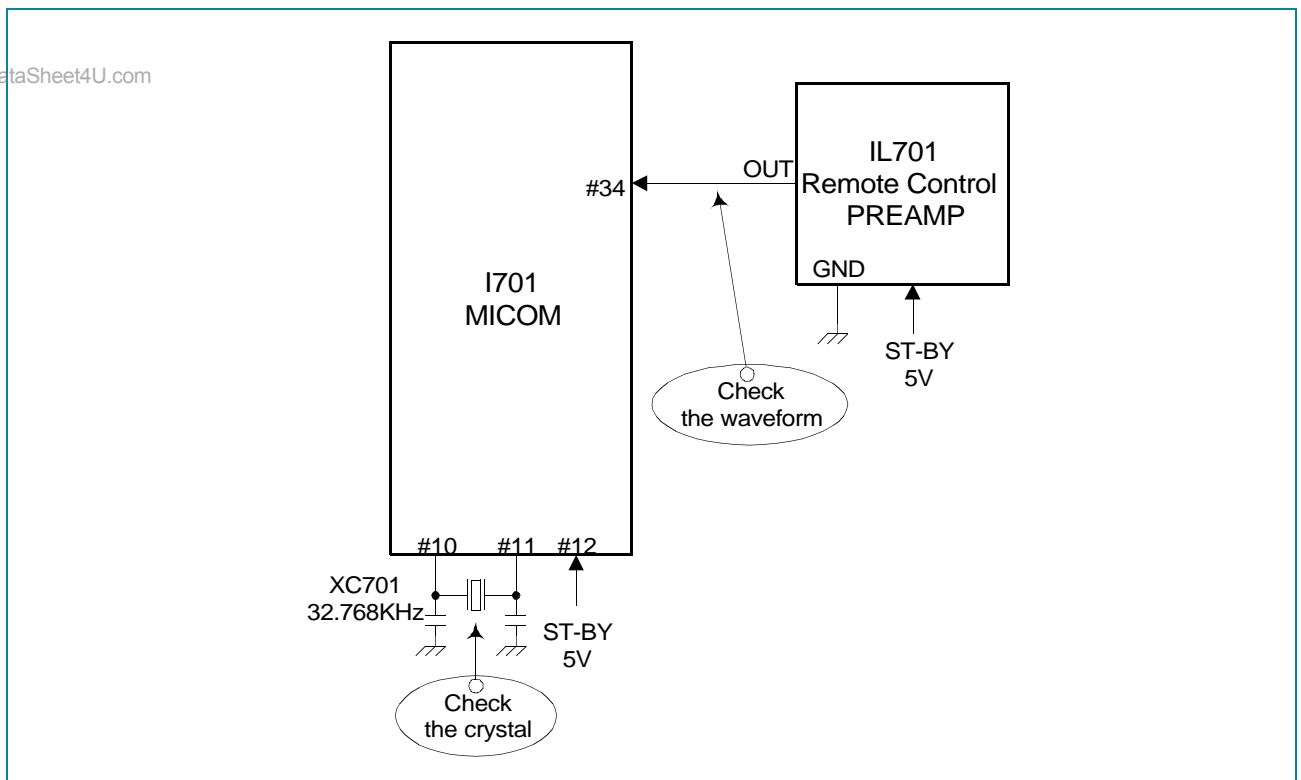 ataSheet4U.com
IL701
Remote Control
PREAMP
OUT
GND
#34
I701
MICOM
ST-BY
5V
Check
the waveform
#10 #11 #12
XC701
32.768KHz
ST-BY
5V
Check
the crystal